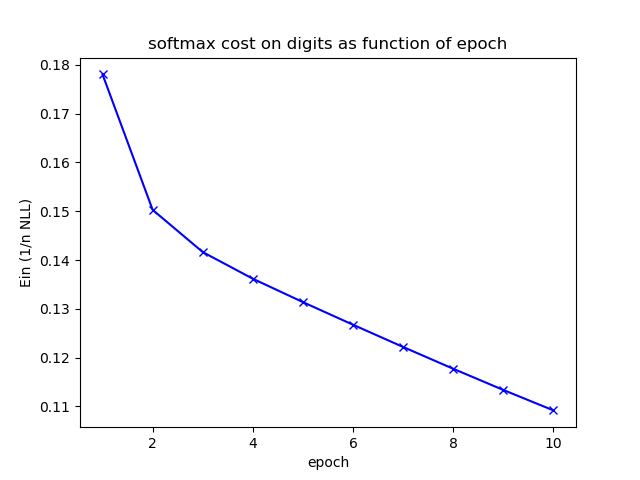 softmax cost on digits as function of epoch
Ein (1/n NLL)
0.18
0.17
0.16
0.15
0.14
0.13
0.12
0.11
2 4 6 8 10
epoch